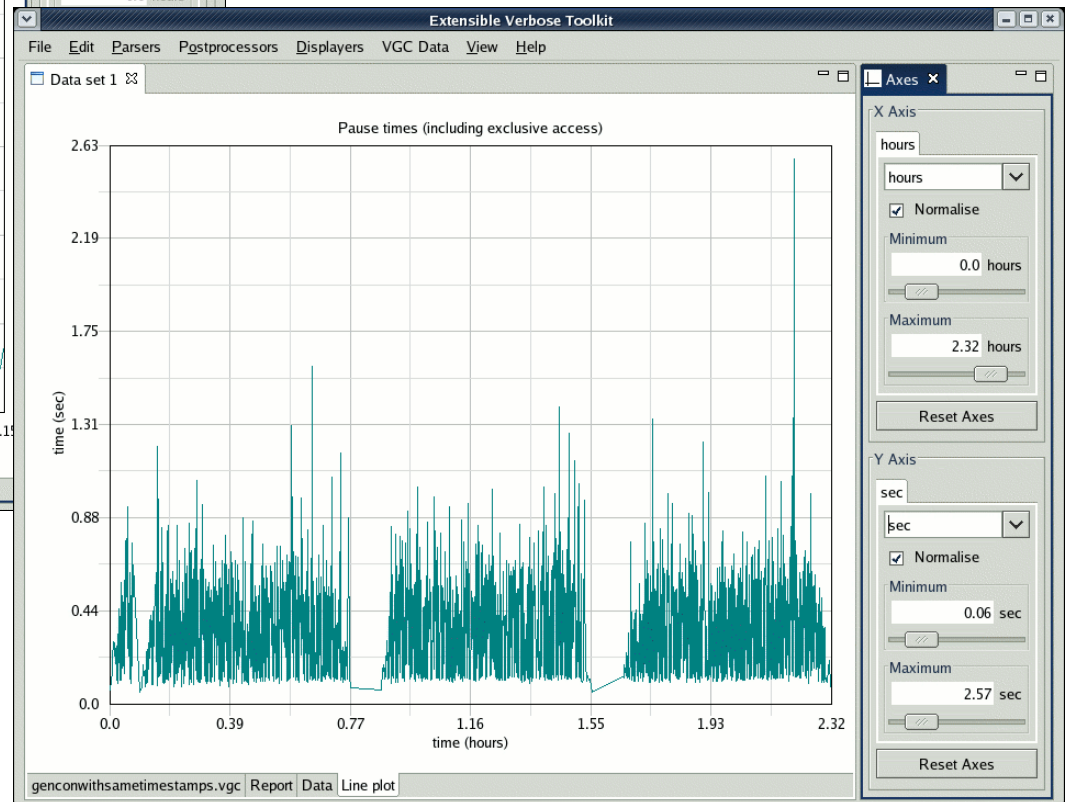 Extensible Verbose Toolkit
File Edit Parsers Postprocessors Displayers VGC Data View Help
Data set 1
Pause times (including exclusive access)
2.63
2.19
1.75
1.31
0.88
0.44
0.0
time (sec)
0.0 0.39 0.77 1.16 1.55 1.93 2.32
time (hours)
genconwithsametimestamps.vgc Report Data Line plot
Axes
X Axis
hours
hours
Normalise
Minimum
0.0 hours
Maximum
2.32 hours
Reset Axes
Y Axis
sec
sec
Normalise
Minimum
0.06 sec
Maximum
2.57 sec
Reset Axes